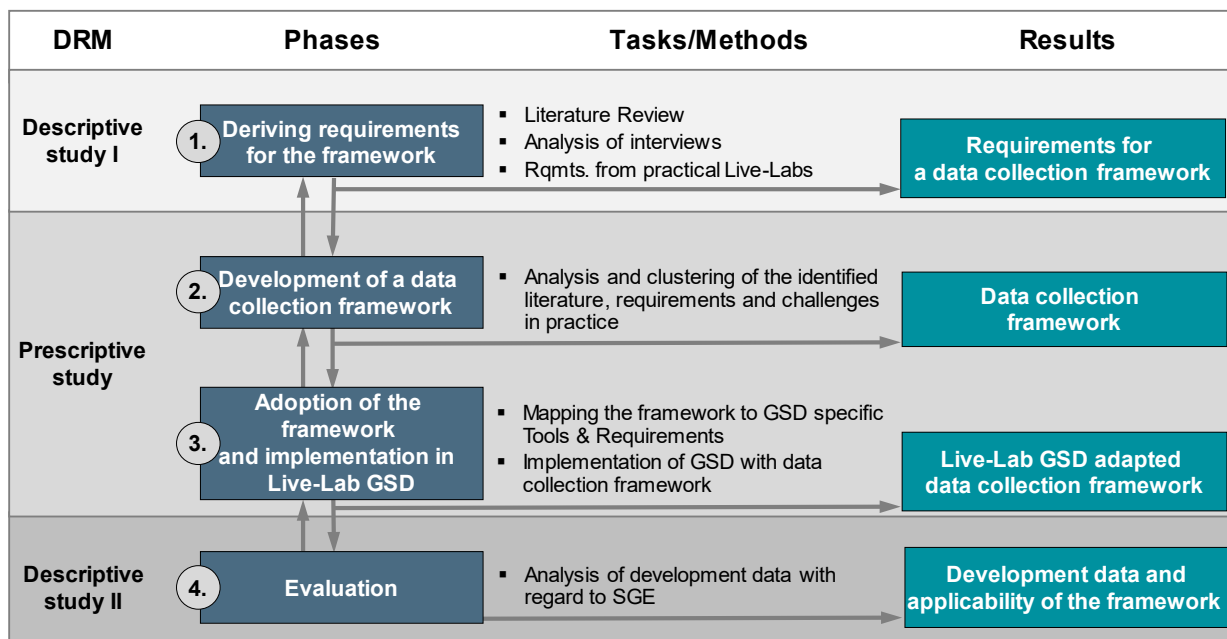 DRM
Phases
Tasks/Methods
Results
Descriptive
study I
1.
Deriving requirements
for the framework
▪ Literature Review
▪ Analysis of interviews
▪ Rqmts. from practical Live-Labs
Requirements for
a data collection framework
Prescriptive
study
2.
Development of a data
collection framework
▪ Analysis and clustering of the identified
literature, requirements and challenges
in practice
Data collection
framework
3.
Adoption of the
framework
and implementation in
Live-Lab GSD
▪ Mapping the framework to GSD specific
Tools & Requirements
▪ Implementation of GSD with data
collection framework
Live-Lab GSD adapted
data collection framework
Descriptive
study II
4.
Evaluation
▪ Analysis of development data with
regard to SGE
Development data and
applicability of the framework